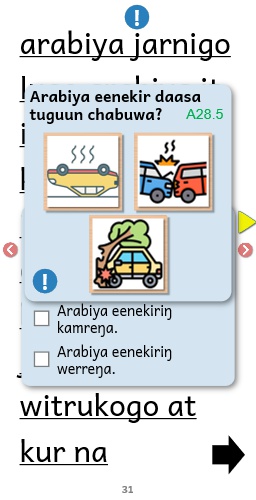 !
arabiya jarnigo
Arabiya eenekir daasa
tuguun chabuwa? A28.5
!
Arabiya eenekiriŋ
kamreŋa.
Arabiya eenekiriŋ
werreŋa.
witrukogo at
kur na
31